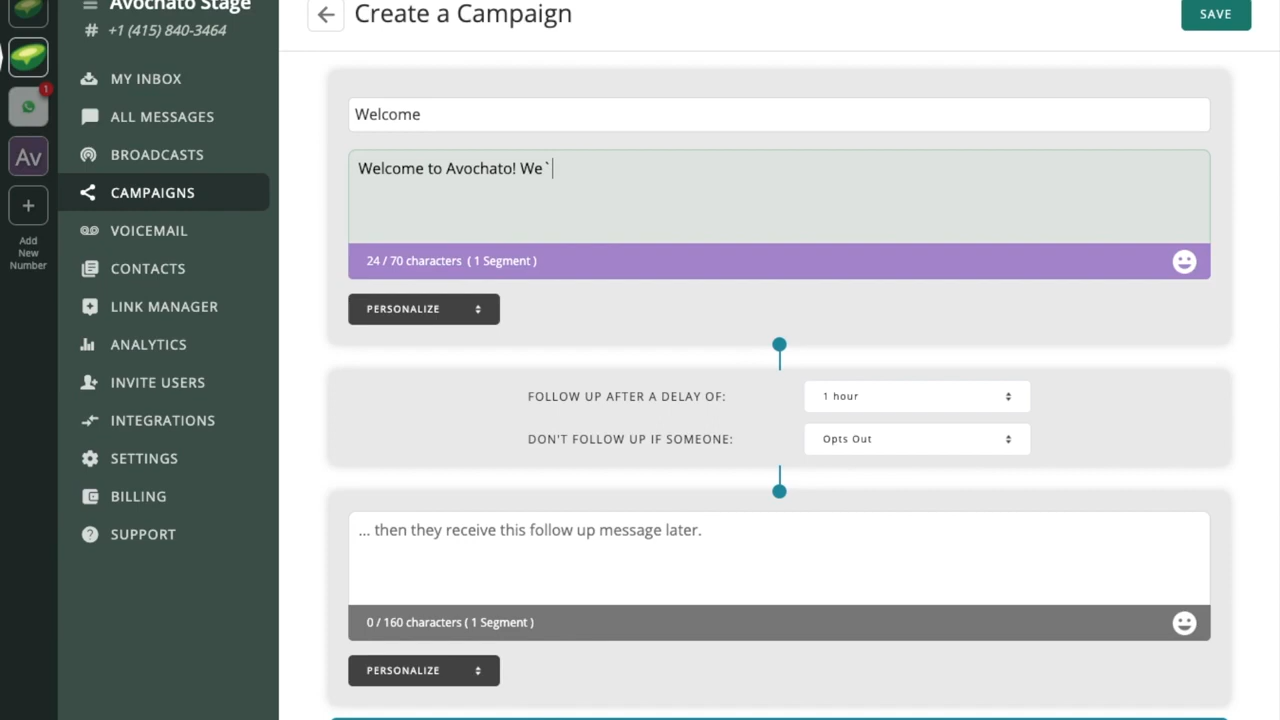 Avochato Stage
# +1 (415) 840-3464
Av
+
Add
New
Number
1
MY INBOX
ALL MESSAGES
BROADCASTS
CAMPAIGNS
VOICEMAIL
CONTACTS
LINK MANAGER
ANALYTICS
INVITE USERS
INTEGRATIONS
SETTINGS
BILLING
SUPPORT
Create a Campaign
SAVE
Welcome
Welcome to Avochato! We`
24 / 70 characters ( 1 Segment )
PERSONALIZE
FOLLOW UP AFTER A DELAY OF:
1 hour
DON'T FOLLOW UP IF SOMEONE:
Opts Out
... then they receive this follow up message later.
0 / 160 characters ( 1 Segment )
PERSONALIZE